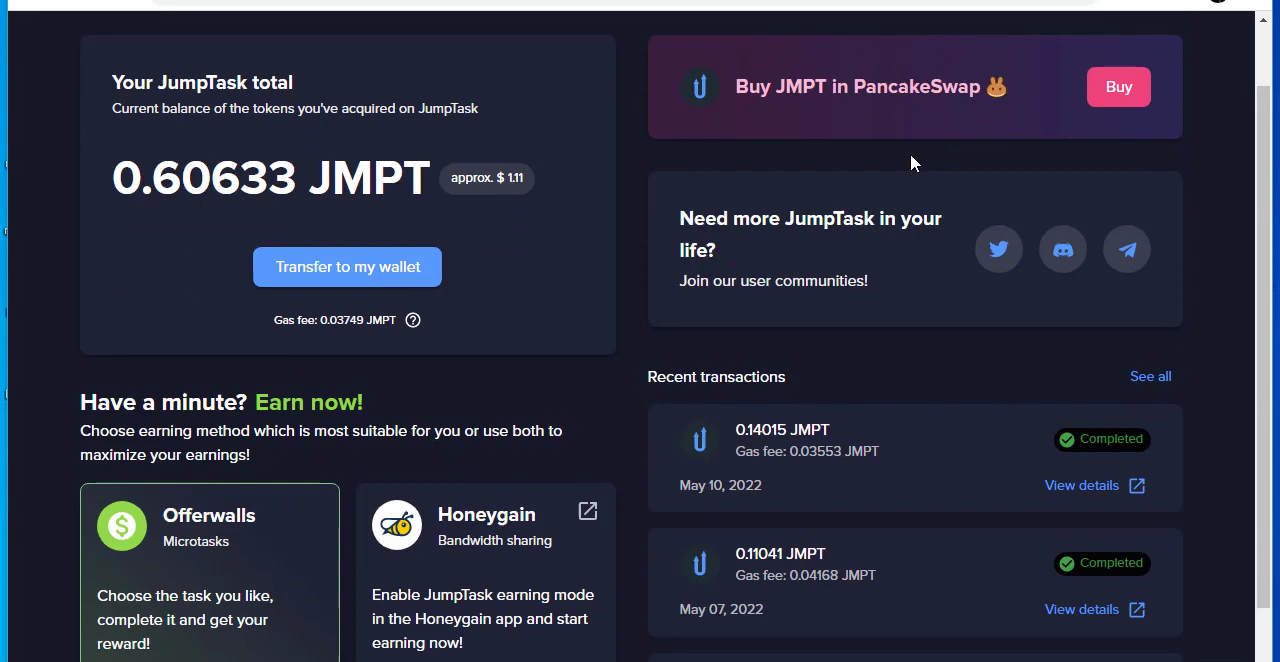 Your JumpTask total
Current balance of the tokens you've acquired on JumpTask
0.60633 JMPT
approx. $ 1.11
Transfer to my wallet
Gas fee: 0.03749 JMPT
Have a minute? Earn now!
Choose earning method which is most suitable for you or use both to
maximize your earnings!
Offerwalls
Microtasks
Choose the task you like,
complete it and get your
reward!
Honeygain
Bandwidth sharing
Enable JumpTask earning mode
in the Honeygain app and start
earning now!
Buy JMPT in PancakeSwap
Buy
Need more JumpTask in your
life?
Join our user communities!
Recent transactions
See all
0.14015 JMPT
Gas fee: 0.03553 JMPT
Completed
May 10, 2022
View details
0.11041 JMPT
Gas fee: 0.04168 JMPT
Completed
May 07, 2022
View details